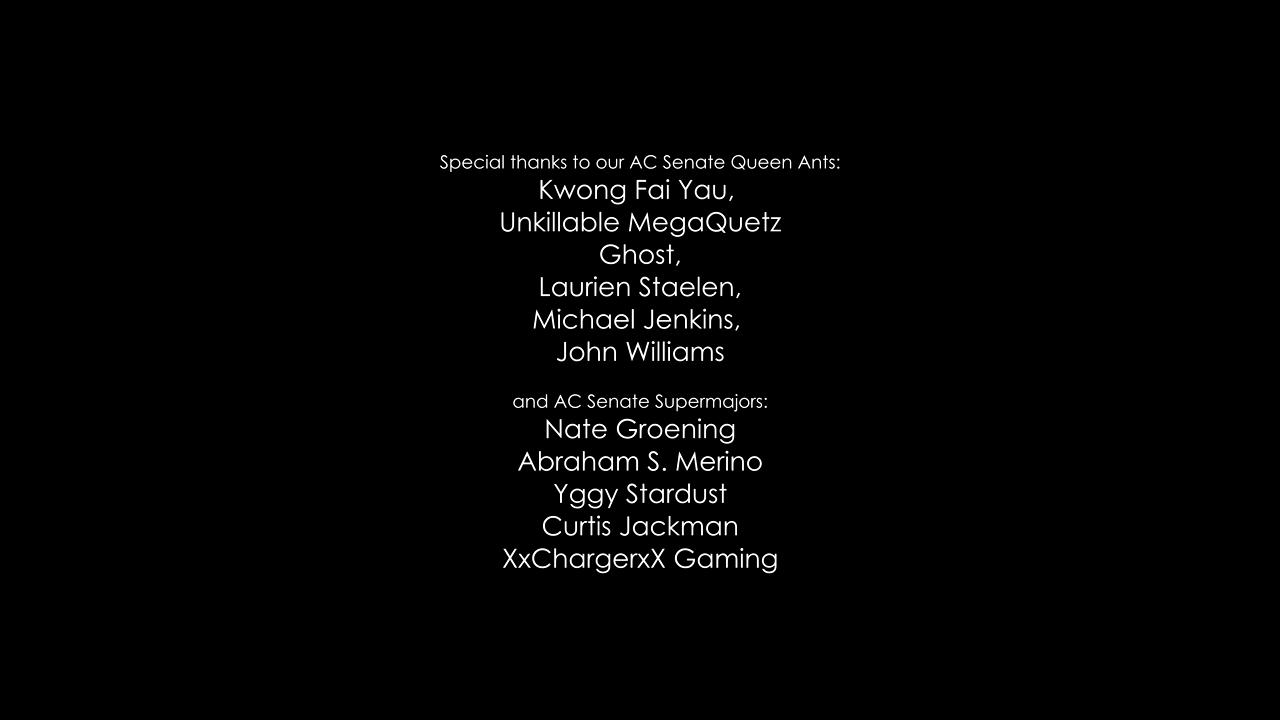 Special thanks to our AC Senate Queen Ants:
Kwong Fai Yau,
Unkillable MegaQuetz
Ghost,
Laurien Staelen,
Michael Jenkins,
John Williams
and AC Senate Supermajors:
Nate Groening
Abraham S. Merino
Yggy Stardust
Curtis Jackman
XxChargerxX Gaming